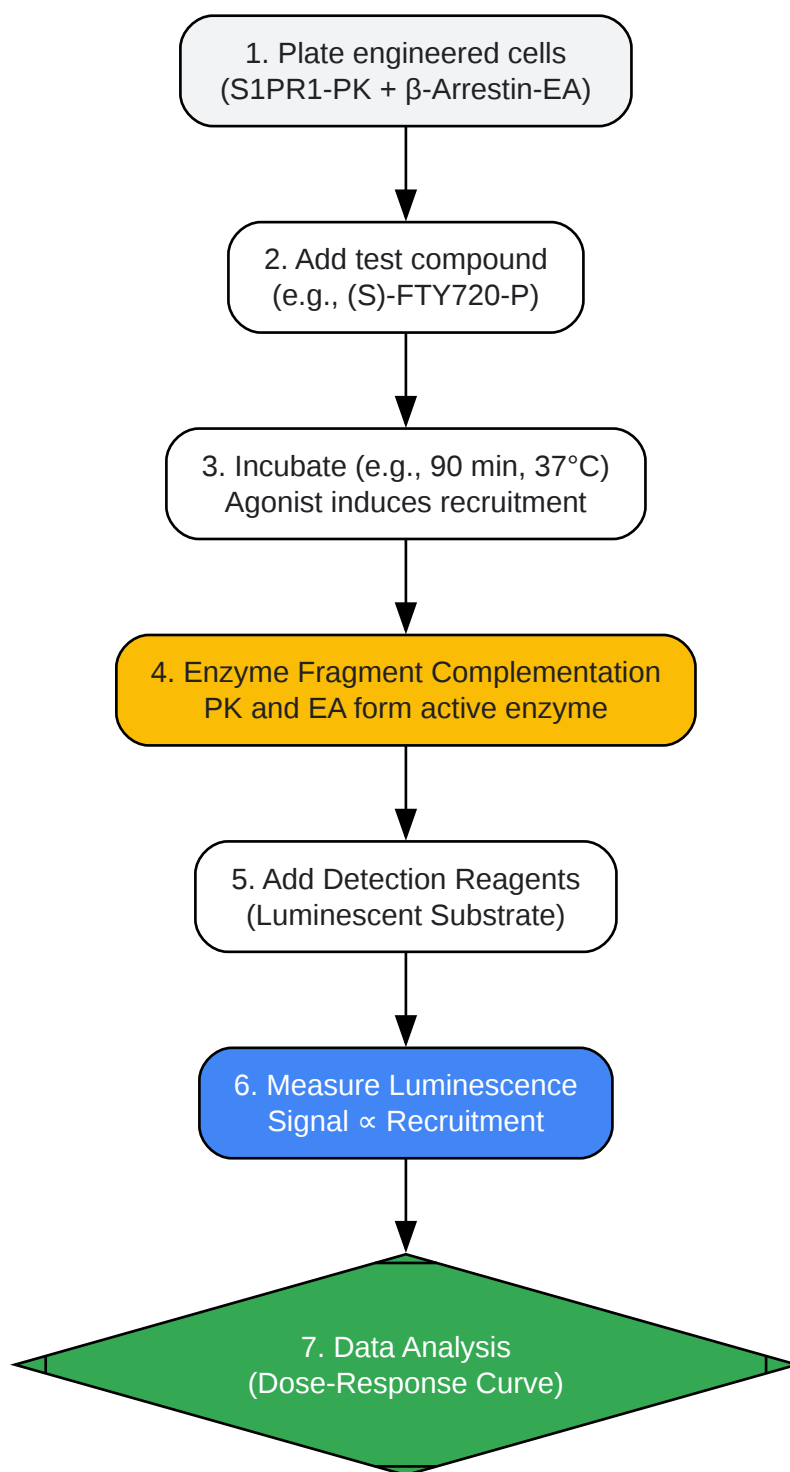 1. Plate engineered cells
(S1PR1-PK + β-Arrestin-EA)
2. Add test compound
(e.g., (S)-FTY720-P)
3. Incubate (e.g., 90 min, 37°C)
Agonist induces recruitment
4. Enzyme Fragment Complementation
PK and EA form active enzyme
5. Add Detection Reagents
(Luminescent Substrate)
6. Measure Luminescence
Signal ∝ Recruitment
7. Data Analysis
(Dose-Response Curve)